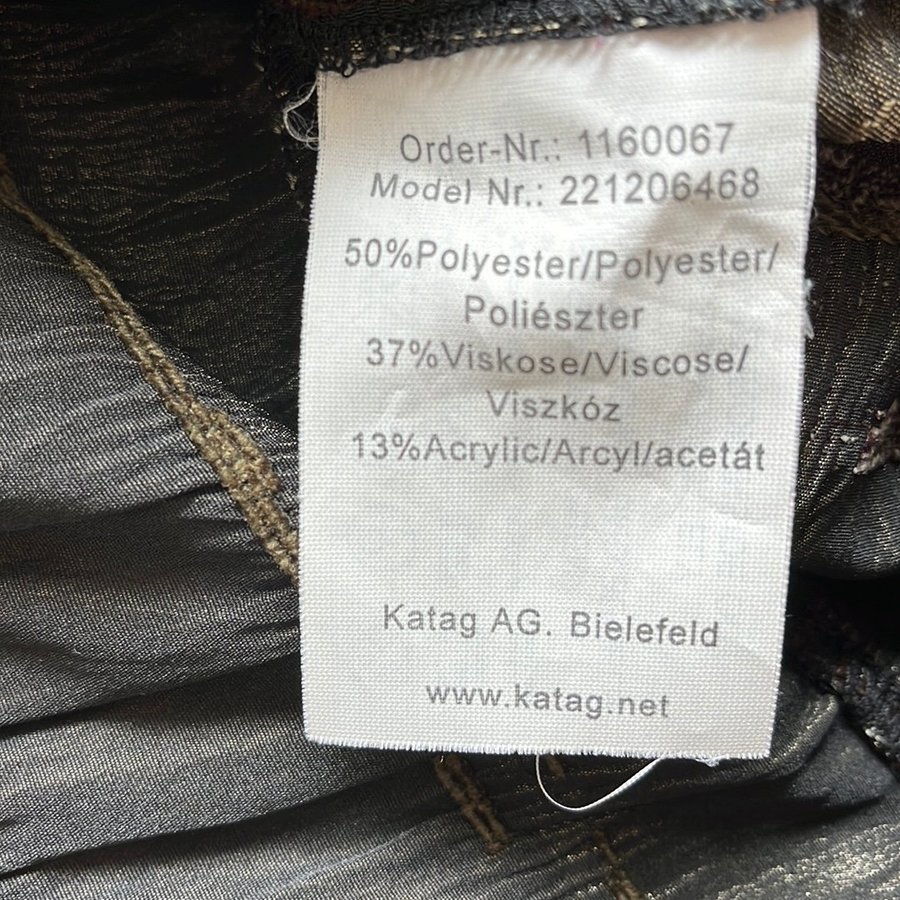 Order-Nr.: 1160067
Model Nr.: 221206468
50%Polyester/Polyester/
Poliészter
37%Viskose/Viscose/
Viszkóz
13%Acrylic/Arcyl/acetát
Katag AG. Bielefeld
www.katag.net